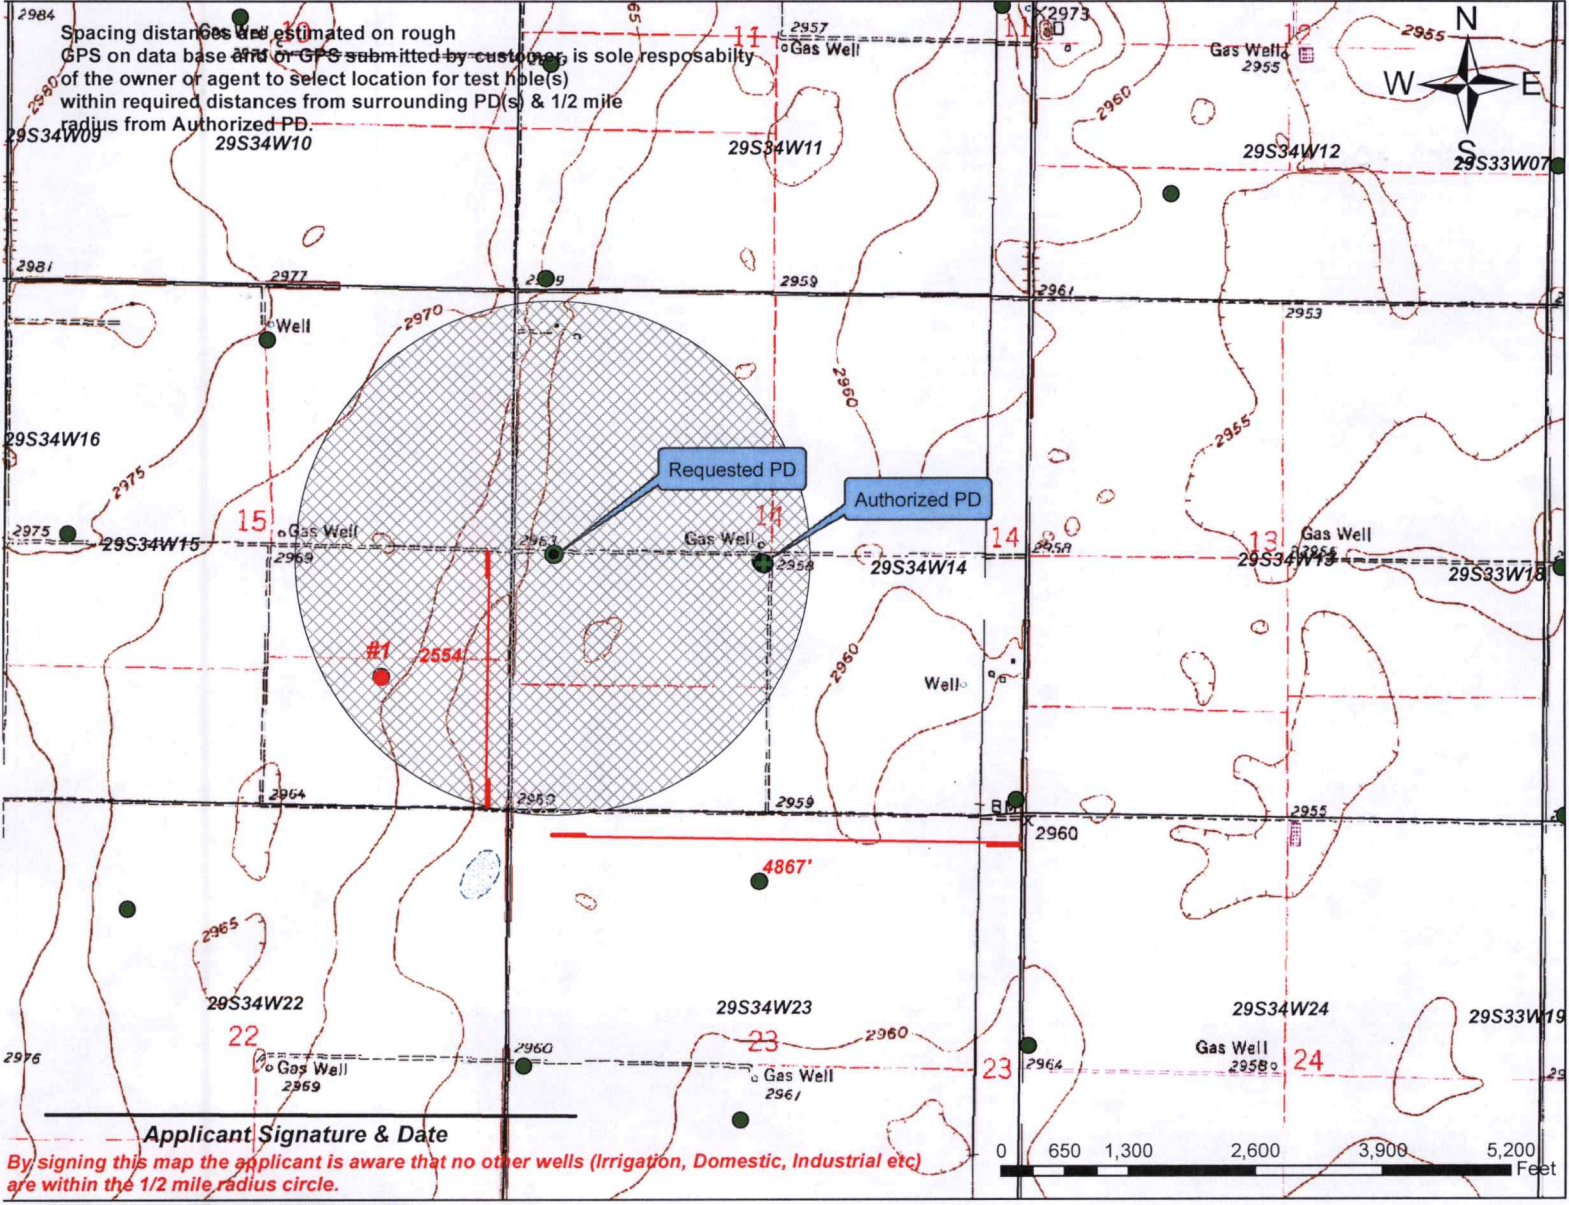 2984
Spacing distances are estimated on rough
GPS on data base and or GPS submitted by customer, is sole resposabilty
of the owner or agent to select location for test hole(s)
within required distances from surrounding PD(s) & 1/2 mile
radius from Authorized PD.
10
11
2957
Gas Well
11
2973
12
Gas Well
2955
2955
N
W
E
S
2980
2960
29S34W09
29S34W10
29S34W11
29S34W12
29S33W07
2981
2977
2959
2961
2953
Well
2970
2960
2955
29S34W16
2975
Requested PD
Authorized PD
15
Gas Well
2975
29S34W15
2969
2963
Gas Well
14
2958
29S34W14
14
2958
13
Gas Well
2955
29S34W13
29S33W18
#1
2554
2960
Well
2964
2960
2959
BM
X
2960
2955
4867'
2965
29S34W22
29S34W23
29S34W24
29S33W19
22
2976
Gas Well
2969
2960
23
2960
Gas Well
2961
23
2964
Gas Well
2958
24
Applicant Signature & Date
By signing this map the applicant is aware that no other wells (Irrigation, Domestic, Industrial etc)
are within the 1/2 mile radius circle.
0 650 1,300 2,600 3,900 5,200
Feet